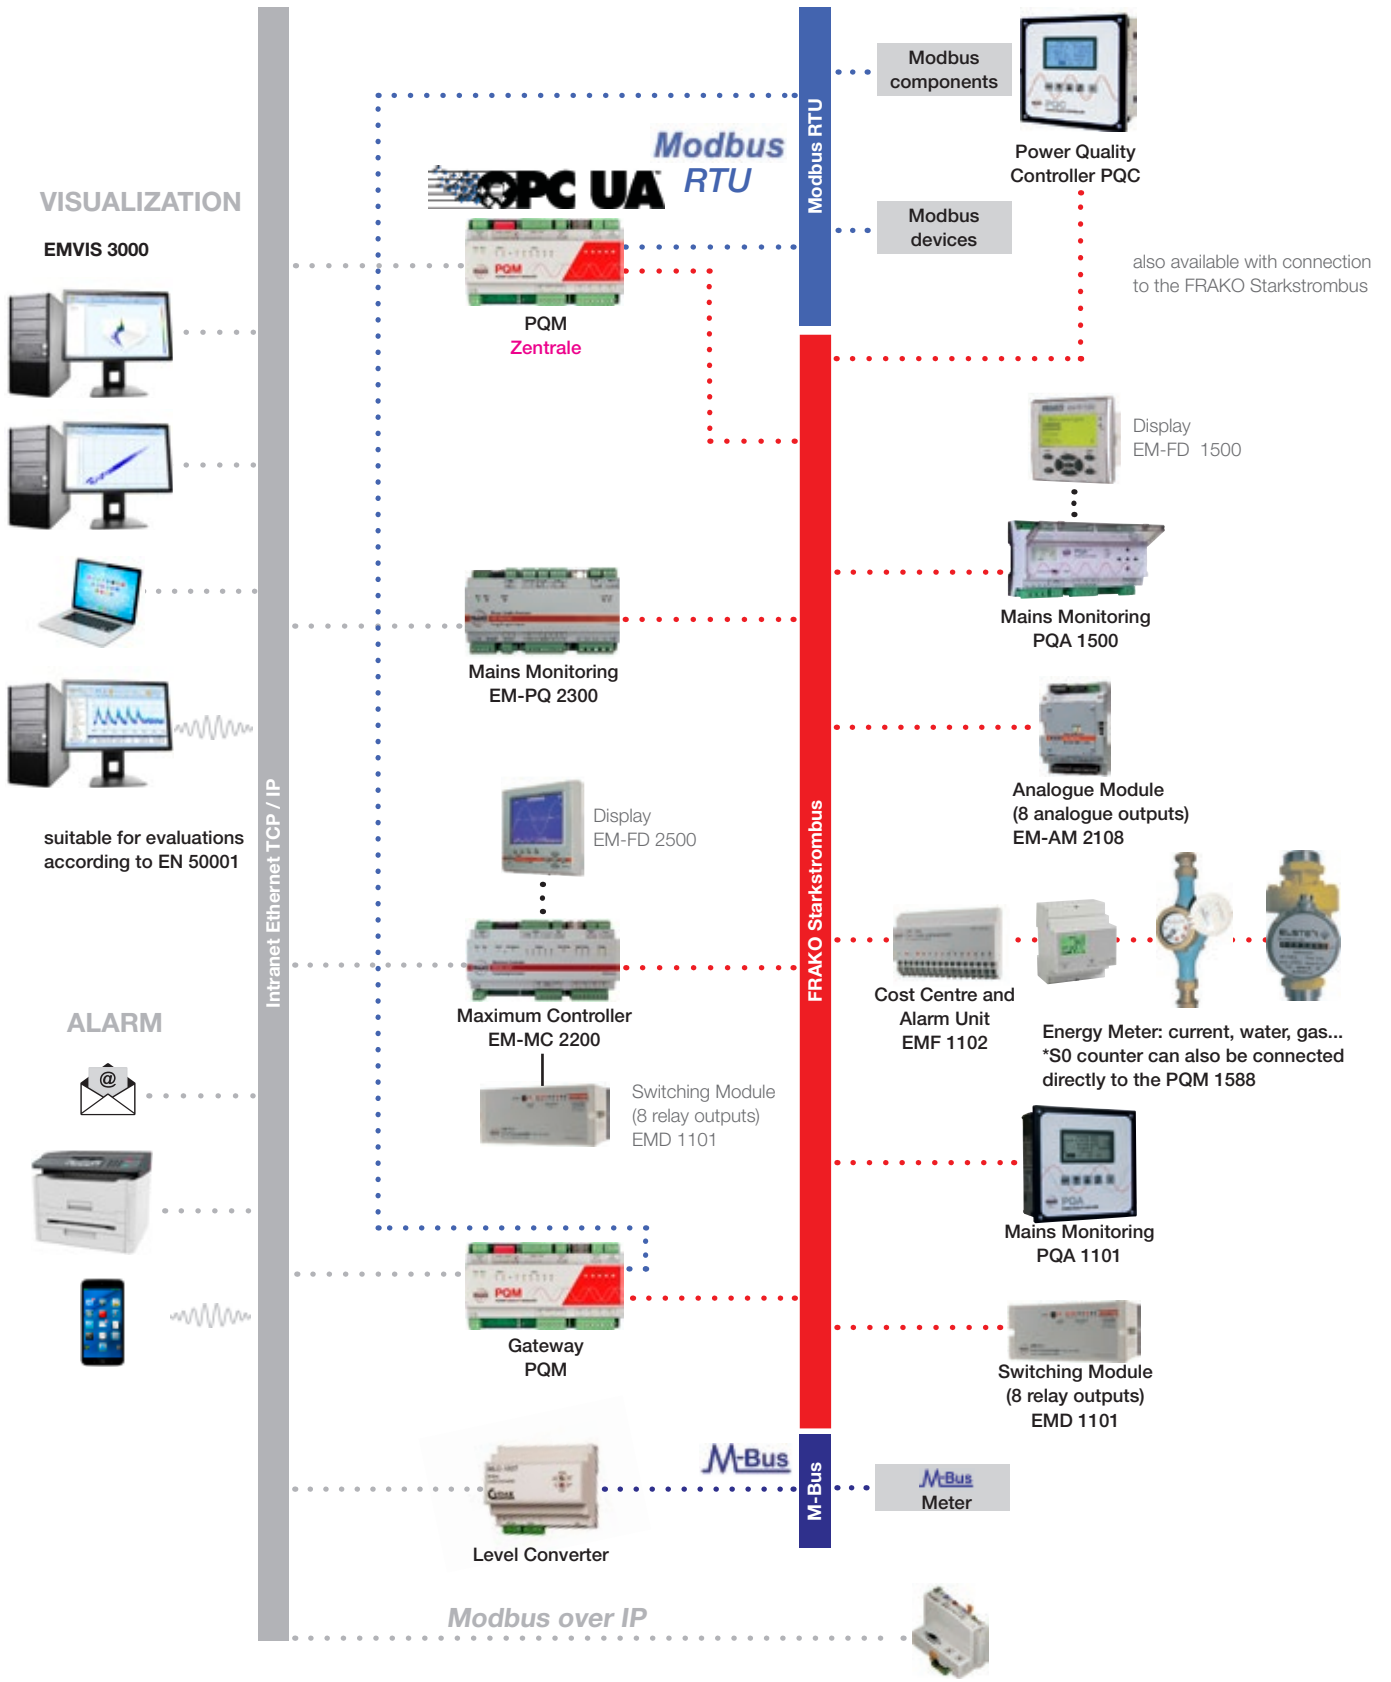 VISUALIZATION
EMVIS 3000
suitable for evaluations
according to EN 50001
ALARM
@
Intranet Ethernet TCP / IP
Modbus
RTU
OPC UA
PQM
PQM
Zentrale
Mains Monitoring
EM-PQ 2300
Display
EM-FD 2500
Maximum Controller
EM-MC 2200
Switching Module
(8 relay outputs)
EMD 1101
PQM
Gateway
PQM
M-Bus
Level Converter
Modbus over IP
Modbus RTU
FRAKO Starkstrombus
M-Bus
Modbus
components
PQC
Power Quality
Controller PQC
Modbus
devices
also available with connection
to the FRAKO Starkstrombus
FRAKO
Display
EM-FD 1500
Mains Monitoring
PQA 1500
Analogue Module
(8 analogue outputs)
EM-AM 2108
Cost Centre and
Alarm Unit
EMF 1102
ELSTER
Energy Meter: current, water, gas...
*S0 counter can also be connected
directly to the PQM 1588
PQA
Mains Monitoring
PQA 1101
Switching Module
(8 relay outputs)
EMD 1101
M-Bus
Meter